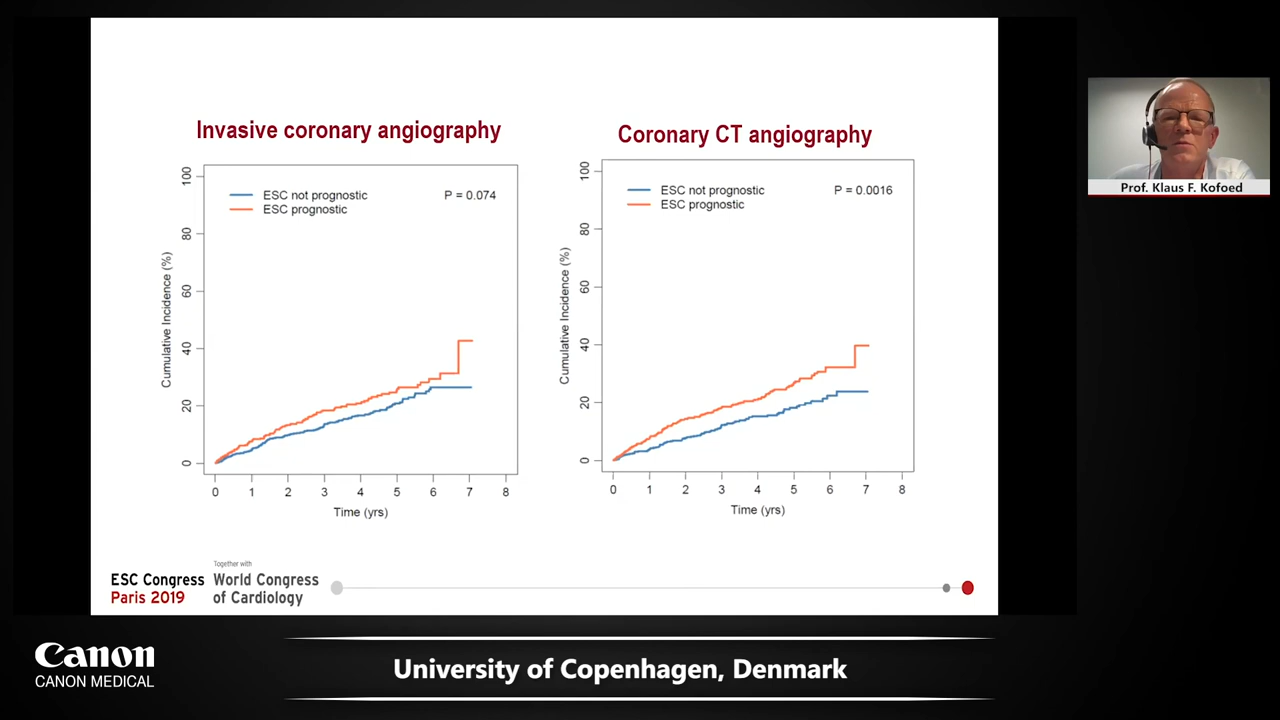 Invasive coronary angiography
ESC not prognostic
ESC prognostic
P = 0.074
Cumulative Incidence (%)
0 20 40 60 80 100
0 1 2 3 4 5 6 7 8
Time (yrs)
Coronary CT angiography
ESC not prognostic
ESC prognostic
P = 0.0016
Cumulative Incidence (%)
0 20 40 60 80 100
0 1 2 3 4 5 6 7 8
Time (yrs)
Prof. Klaus F. Kofoed
ESC Congress
Paris 2019
Together with
World Congress
of Cardiology
Canon
CANON MEDICAL
University of Copenhagen, Denmark